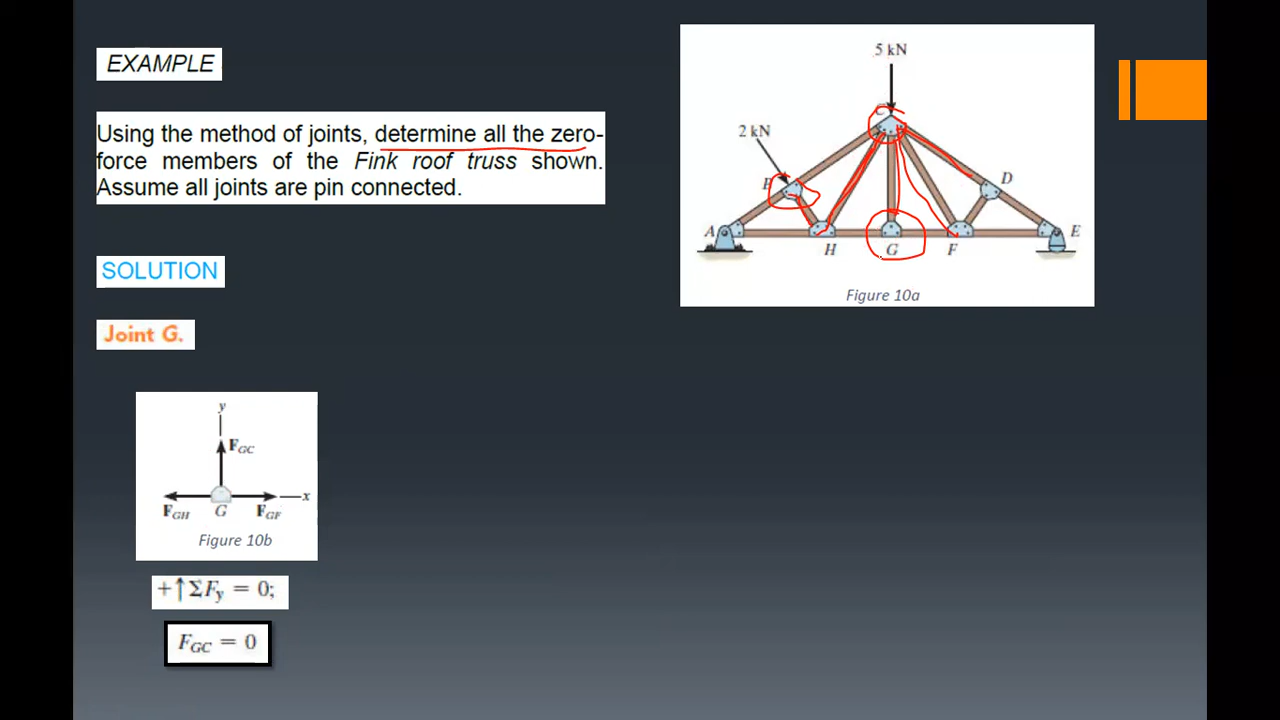 EXAMPLE
Using the method of joints, determine all the zero-
force members of the Fink roof truss shown.
Assume all joints are pin connected.
SOLUTION
Joint G.
y
F_GC
x
F_GH G F_GF
Figure 10b
+↑ΣF_y = 0;
F_GC = 0
5 kN
C
2 kN
B
D
A
E
H G F
Figure 10a